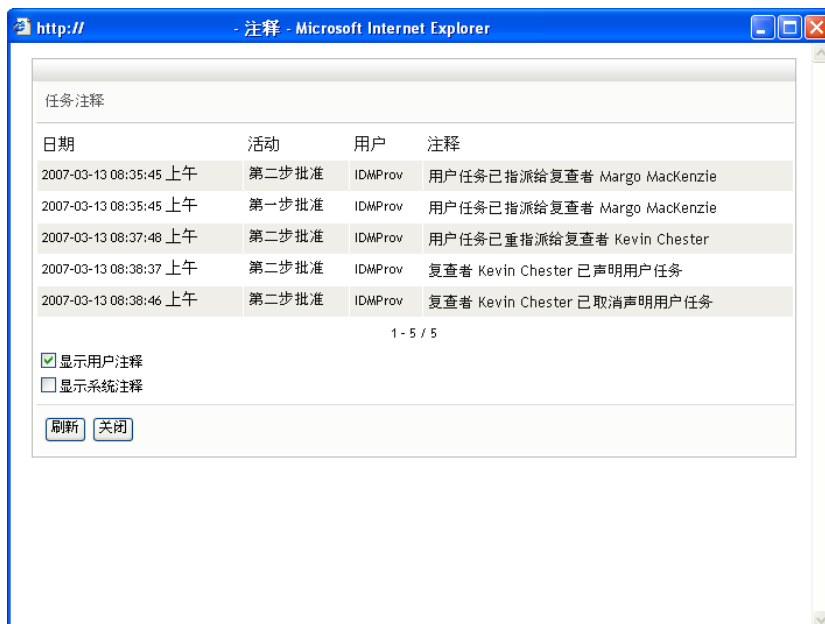 http:// - 注释 - Microsoft Internet Explorer
任务注释
日期 活动 用户 注释
2007-03-13 08:35:45 上午 第二步批准 IDMProv 用户任务已指派给复查者 Margo MacKenzie
2007-03-13 08:35:45 上午 第一步批准 IDMProv 用户任务已指派给复查者 Margo MacKenzie
2007-03-13 08:37:48 上午 第二步批准 IDMProv 用户任务已重指派给复查者 Kevin Chester
2007-03-13 08:38:37 上午 第二步批准 IDMProv 复查者 Kevin Chester 已声明用户任务
2007-03-13 08:38:46 上午 第二步批准 IDMProv 复查者 Kevin Chester 已取消声明用户任务
1 - 5 / 5
显示用户注释
显示系统注释
刷新 关闭